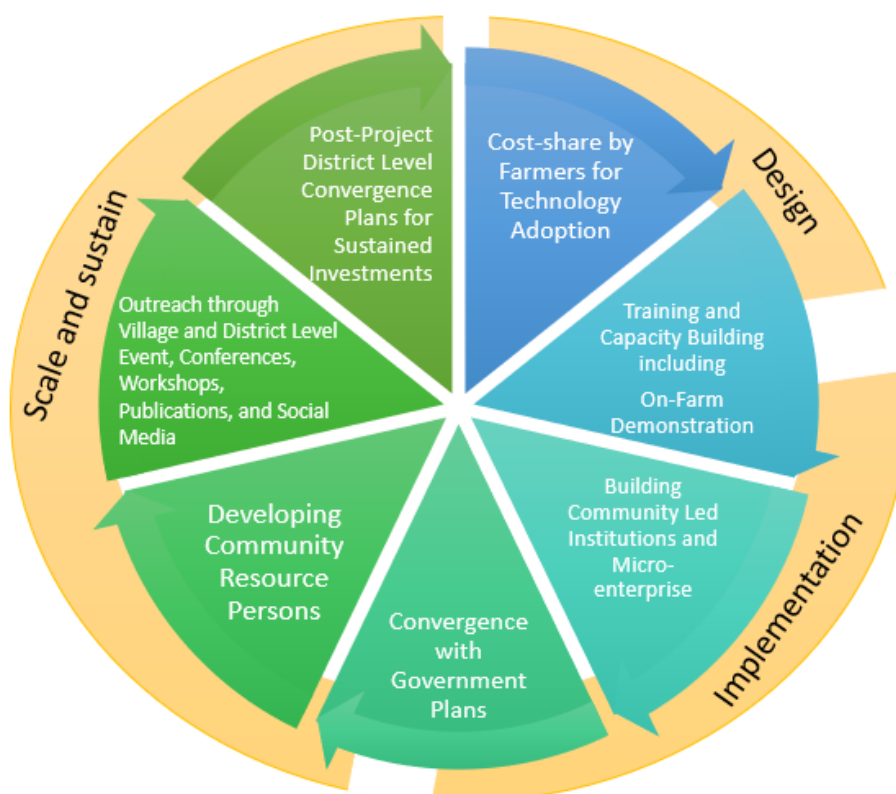 Cost-share by
Farmers for
Technology
Adoption
Training and
Capacity Building
including
On-Farm
Demonstration
Building
Community Led
Institutions and
Micro-
enterprise
Convergence
with
Government
Plans
Developing
Community
Resource
Persons
Outreach through
Village and District Level
Event, Conferences,
Workshops,
Publications, and Social
Media
Post-Project
District Level
Convergence
Plans for
Sustained
Investments
Design
Implementation
Scale and sustain